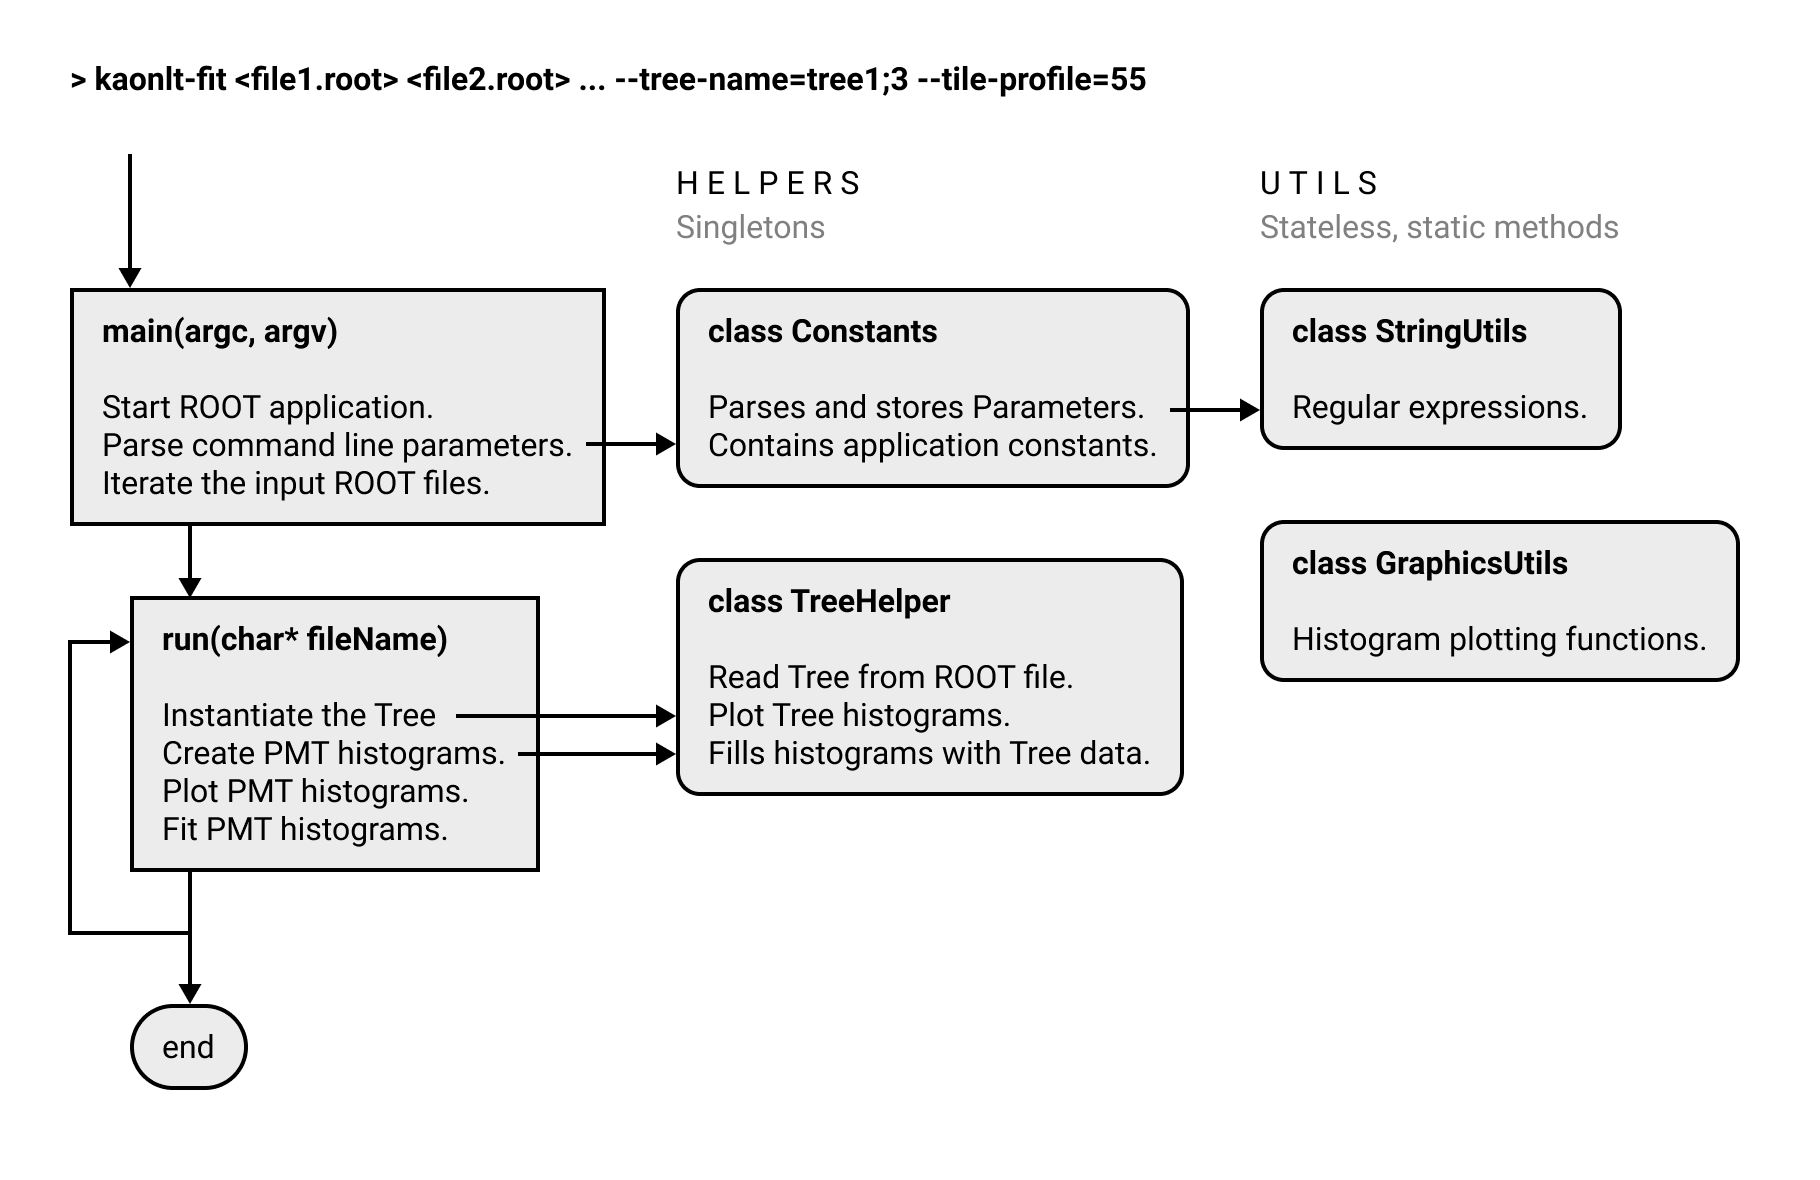 > kaonlt-fit <file1.root> <file2.root> ... --tree-name=tree1;3 --tile-profile=55
HELPERS
Singletons
UTILS
Stateless, static methods
main(argc, argv)
Start ROOT application.
Parse command line parameters.
Iterate the input ROOT files.
class Constants
Parses and stores Parameters.
Contains application constants.
class StringUtils
Regular expressions.
run(char* fileName)
Instantiate the Tree
Create PMT histograms.
Plot PMT histograms.
Fit PMT histograms.
class TreeHelper
Read Tree from ROOT file.
Plot Tree histograms.
Fills histograms with Tree data.
class GraphicsUtils
Histogram plotting functions.
end